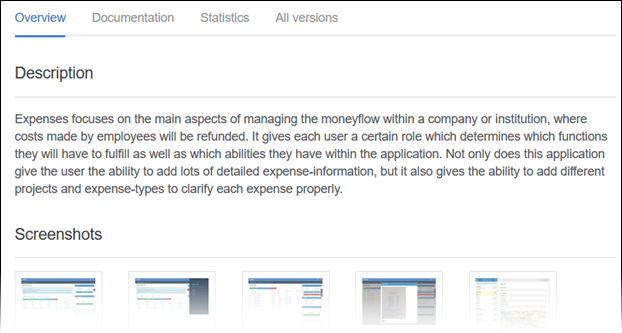 Overview Documentation Statistics All versions
Description
Expenses focuses on the main aspects of managing the moneyflow within a company or institution, where
costs made by employees will be refunded. It gives each user a certain role which determines which functions
they will have to fulfill as well as which abilities they have within the application. Not only does this application
give the user the ability to add lots of detailed expense-information, but it also gives the ability to add different
projects and expense-types to clarify each expense properly.
Screenshots